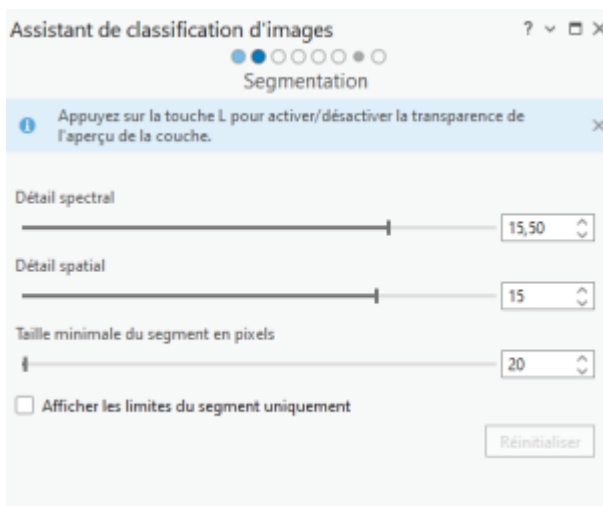 Assistant de classification d'images
?
Segmentation
Appuyez sur la touche L pour activer/désactiver la transparence de
l'aperçu de la couche.
Détail spectral
15,50
Détail spatial
15
Taille minimale du segment en pixels
20
Afficher les limites du segment uniquement
Réinitialiser